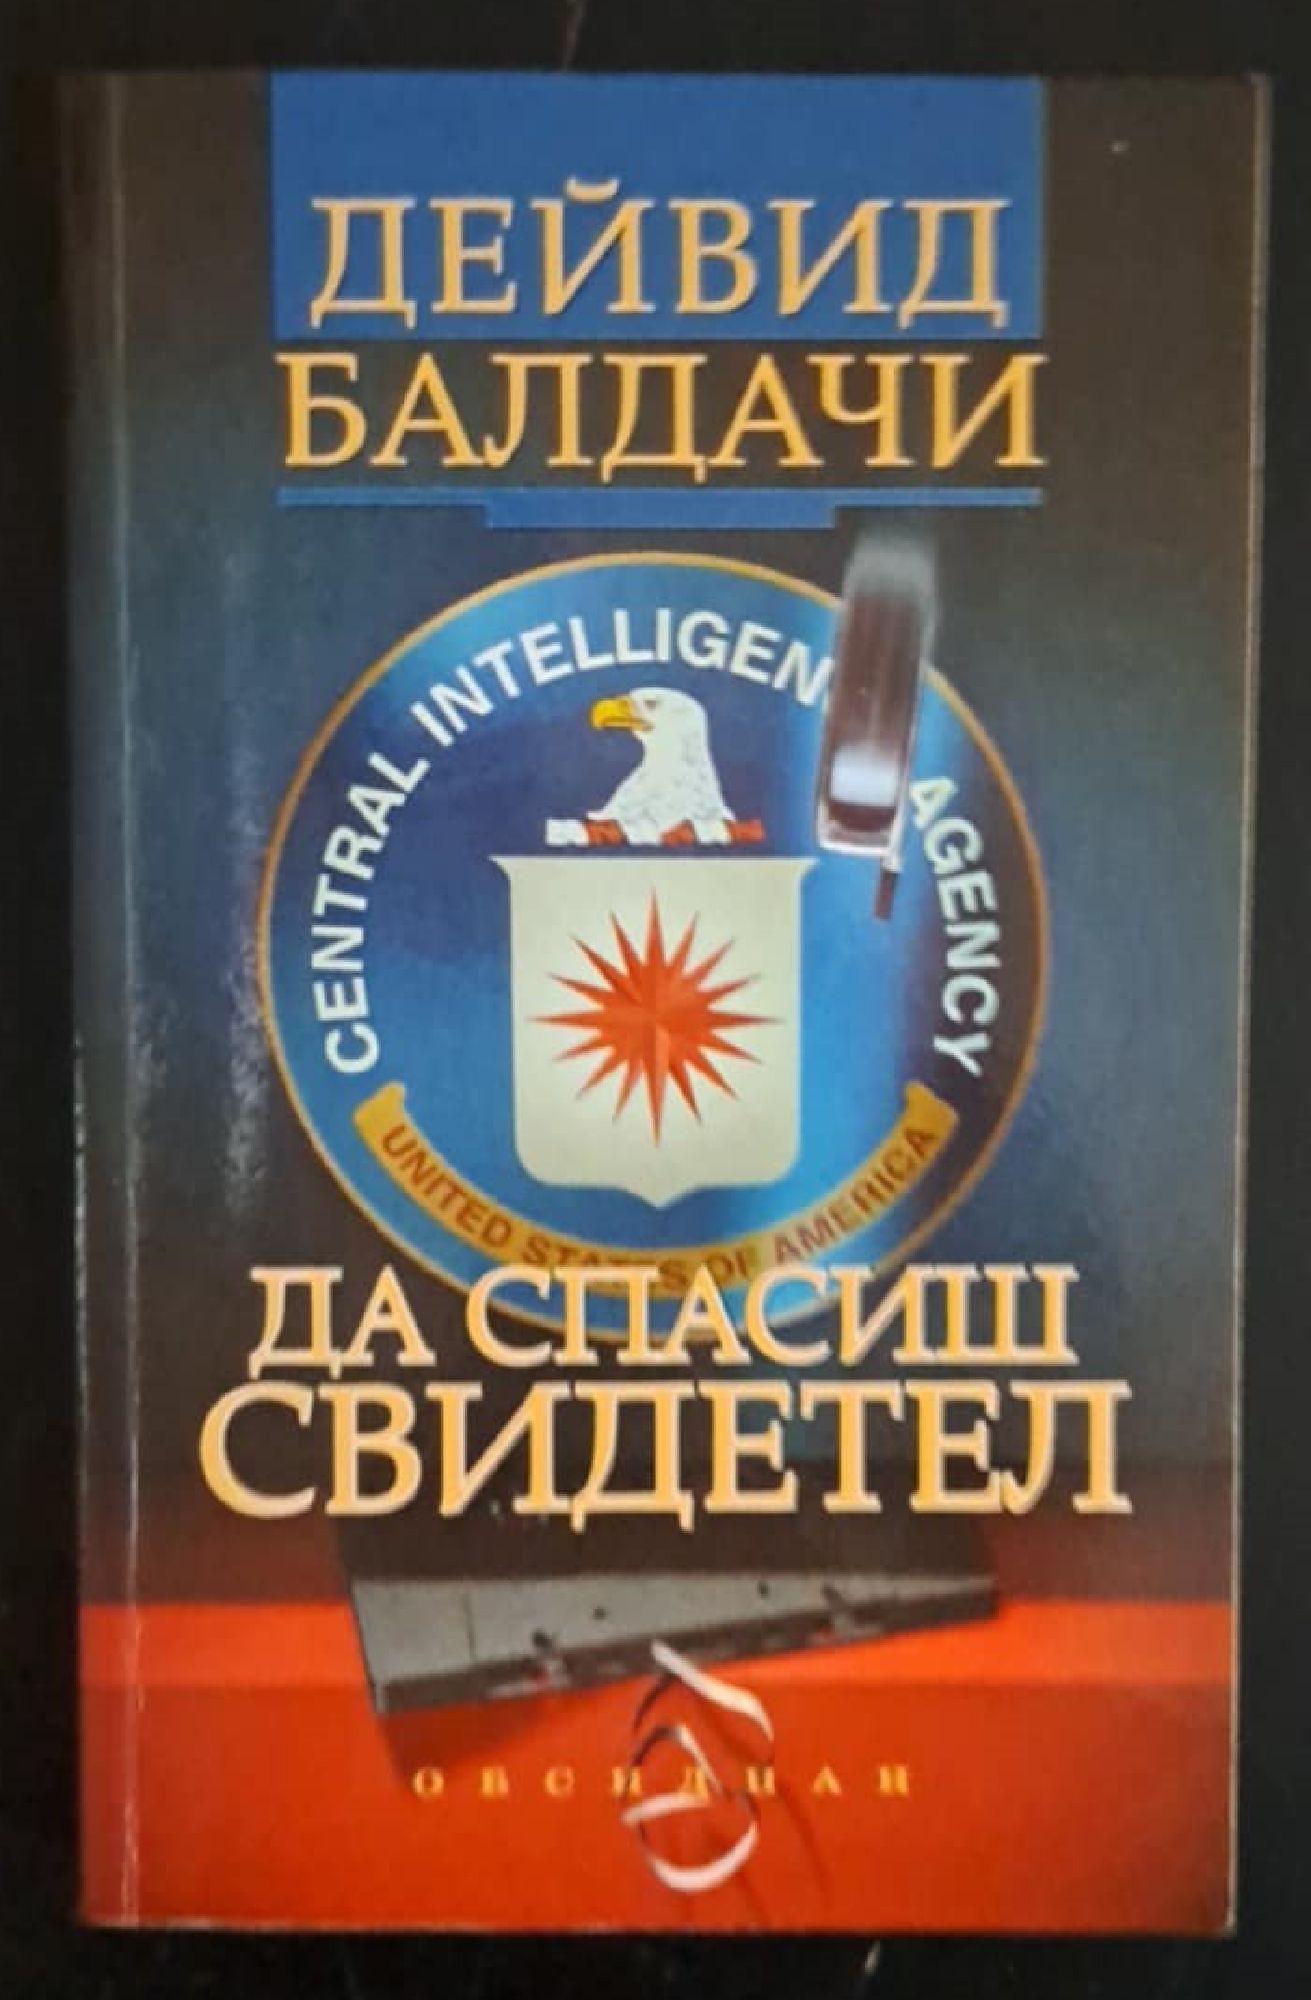 ДЕЙВИД
БАЛДАЧИ
CENTRAL INTELLIGEN AGENCY
UNITED STATES OF AMERICA
ДА СПАСИШ
СВИДЕТЕЛ
ОБСИДИАН